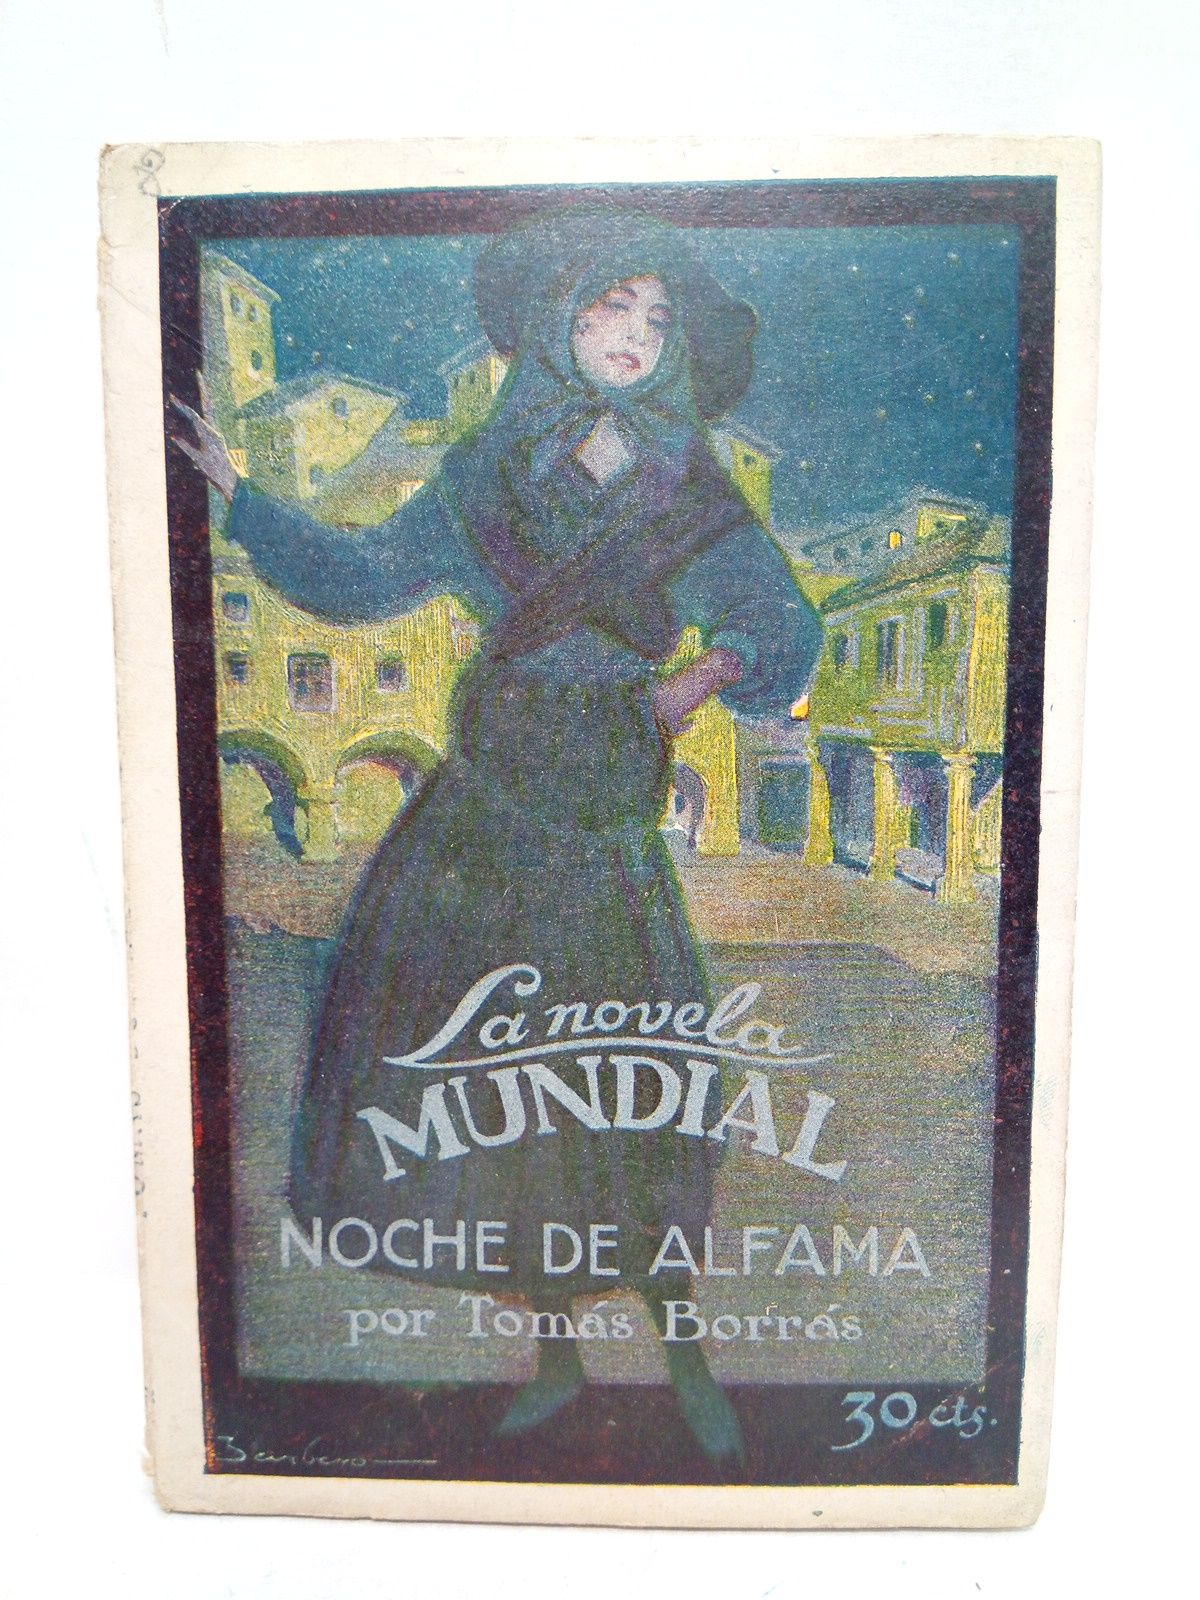 La novela
MUNDIAL
NOCHE DE ALFAMA
por Tomás Borrás
30 cts.